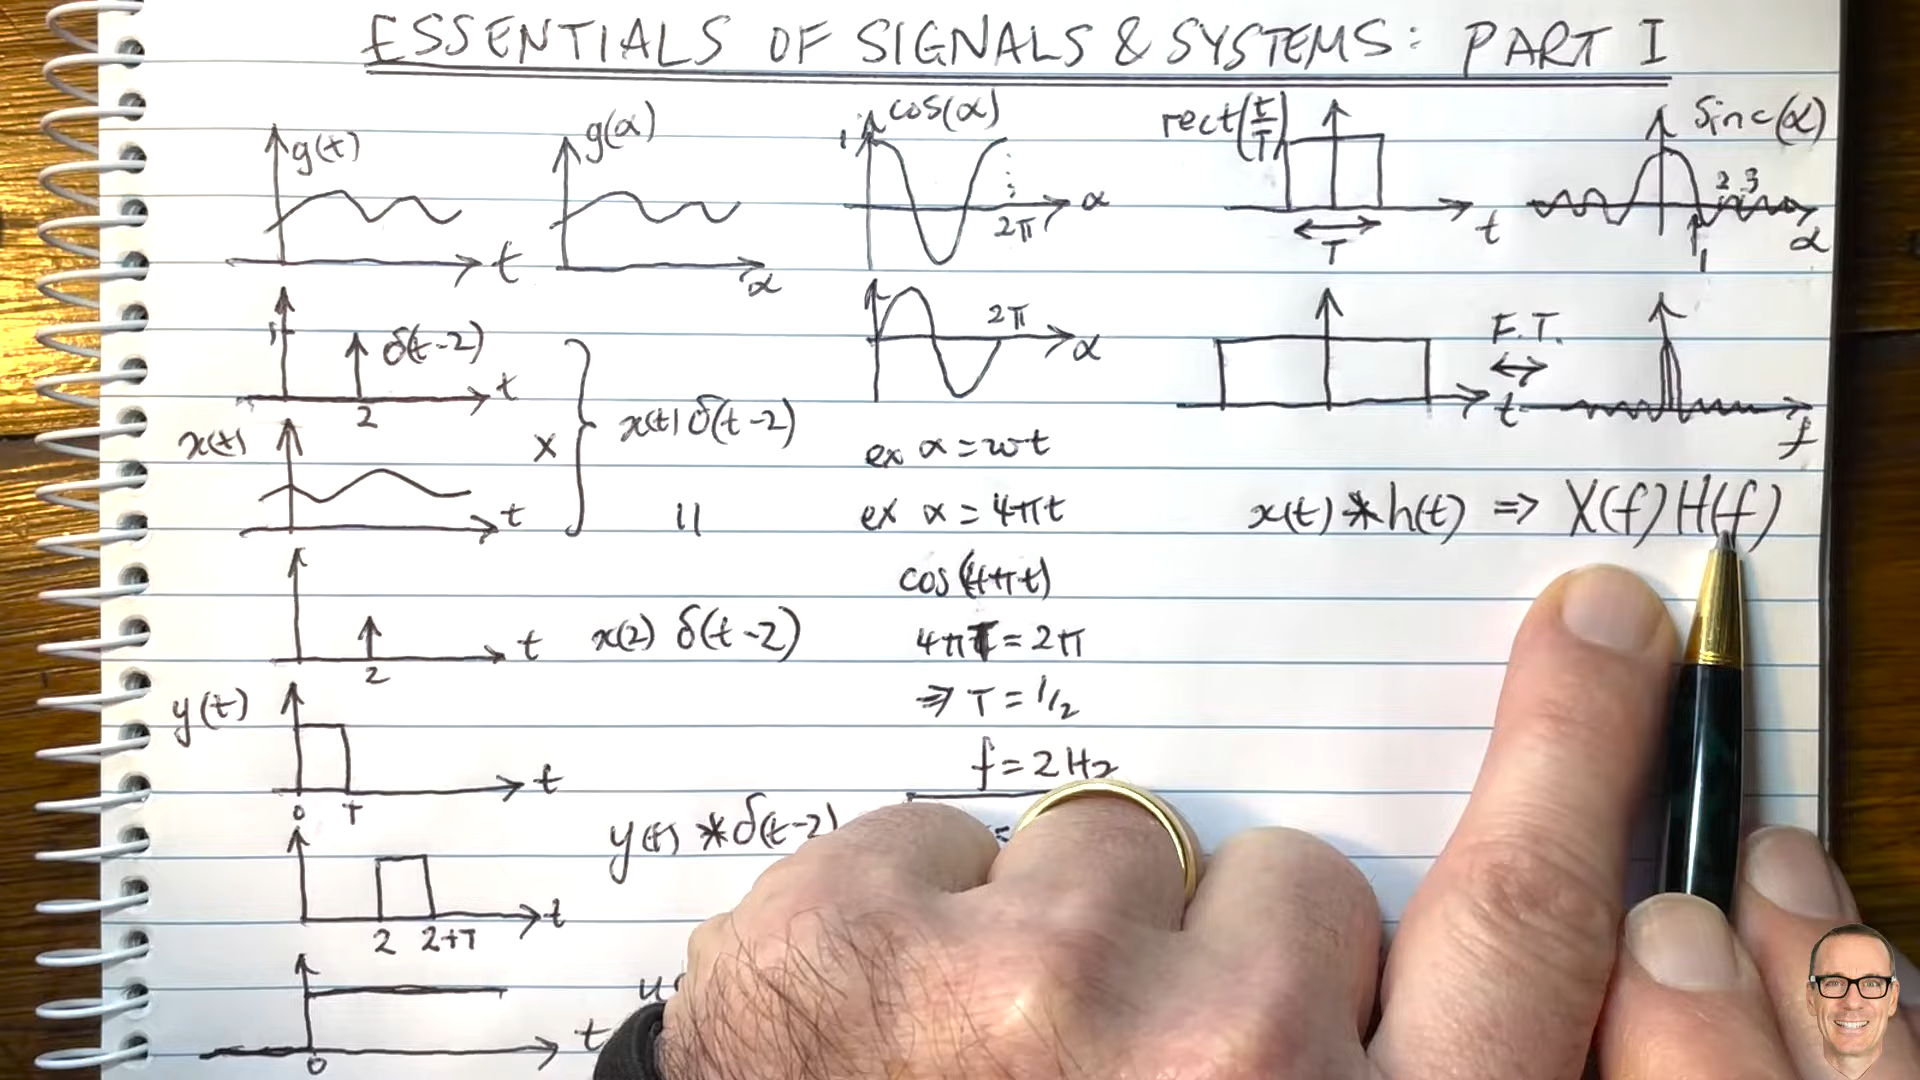 ESSENTIALS OF SIGNALS & SYSTEMS: PART I
g(t)
t
g(α)
α
1
δ(t-2)
t
2
x(t)
t
x
x(t) δ(t-2)
=
t
2
x(2) δ(t-2)
y(t)
0
T
t
y(t) * δ(t-2)
2
2+T
t
0
t
cos(α)
1
2π
α
2π
α
ex α = ωt
ex α = 4πt
cos(4πt)
4πT = 2π
⇒ T = 1/2
f = 2Hz
rect(t/T)
T
t
sinc(α)
1
2
3
α
F.T.
↔
t
f
x(t) * h(t) ⇒ X(f) H(f)